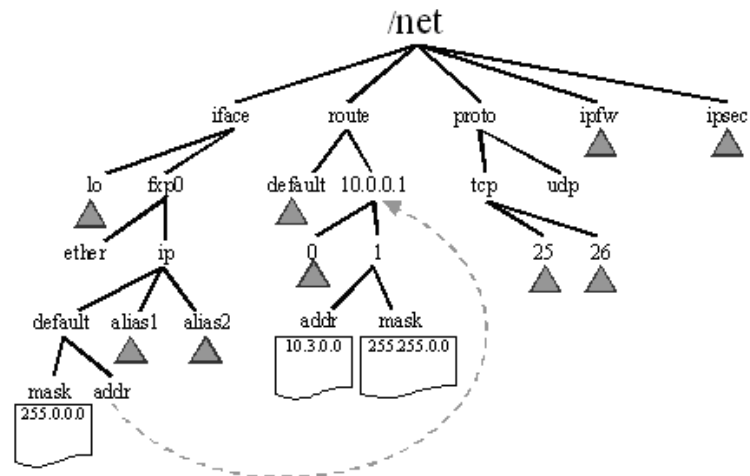 /net
iface route proto ipfw ipsec
lo fxp0 default 10.0.0.1 tcp udp
ether ip 0 1 25 26
default alias1 alias2 addr mask
10.3.0.0 255.255.0.0
mask addr
255.0.0.0